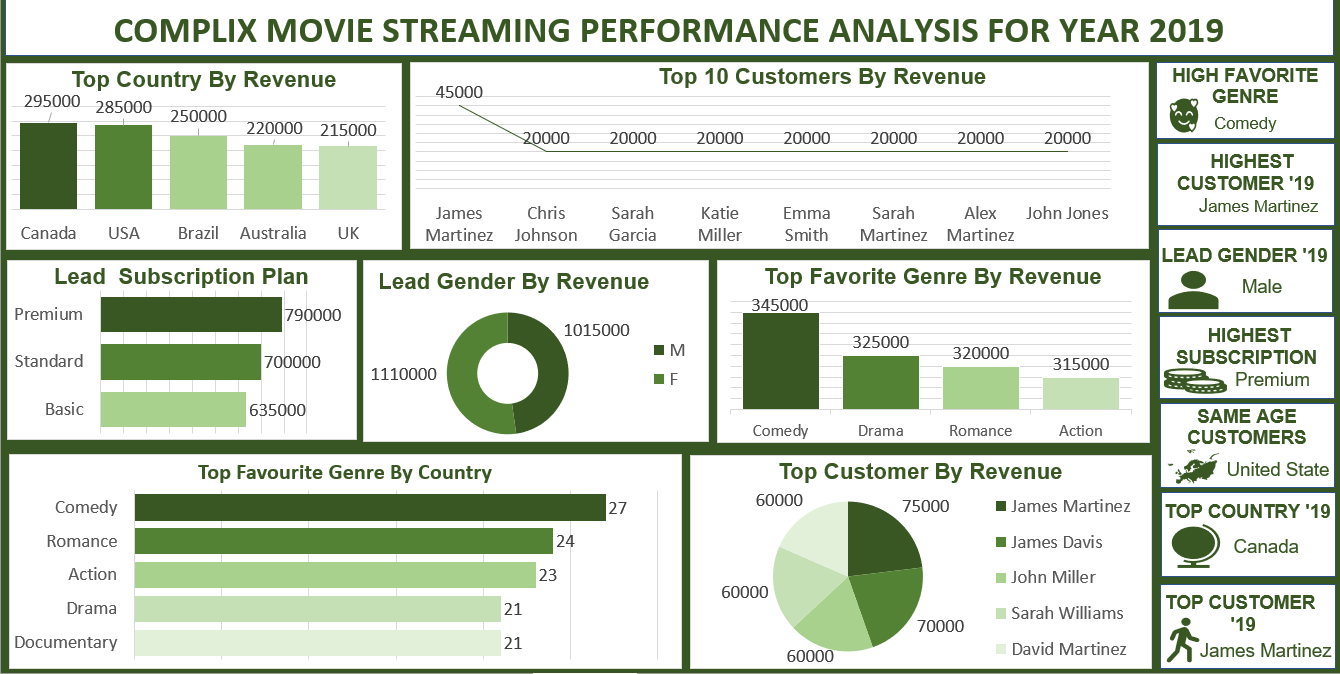 COMPLIX MOVIE STREAMING PERFORMANCE ANALYSIS FOR YEAR 2019
Top Country By Revenue
295000
285000
250000
220000
215000
Canada
USA
Brazil
Australia
UK
Top 10 Customers By Revenue
45000
20000
20000
20000
20000
20000
20000
20000
James
Martinez
Chris
Johnson
Sarah
Garcia
Katie
Miller
Emma
Smith
Sarah
Martinez
Alex
Martinez
John Jones
HIGH FAVORITE
GENRE
Comedy
HIGHEST
CUSTOMER '19
James Martinez
LEAD GENDER '19
Male
HIGHEST
SUBSCRIPTION
Premium
SAME AGE
CUSTOMERS
United State
TOP COUNTRY '19
Canada
TOP CUSTOMER
'19
James Martinez
Lead Subscription Plan
Premium
790000
Standard
700000
Basic
635000
Lead Gender By Revenue
1015000
1110000
M
F
Top Favorite Genre By Revenue
345000
325000
320000
315000
Comedy
Drama
Romance
Action
Top Favourite Genre By Country
Comedy
27
Romance
24
Action
23
Drama
21
Documentary
21
Top Customer By Revenue
60000
75000
60000
70000
60000
James Martinez
James Davis
John Miller
Sarah Williams
David Martinez